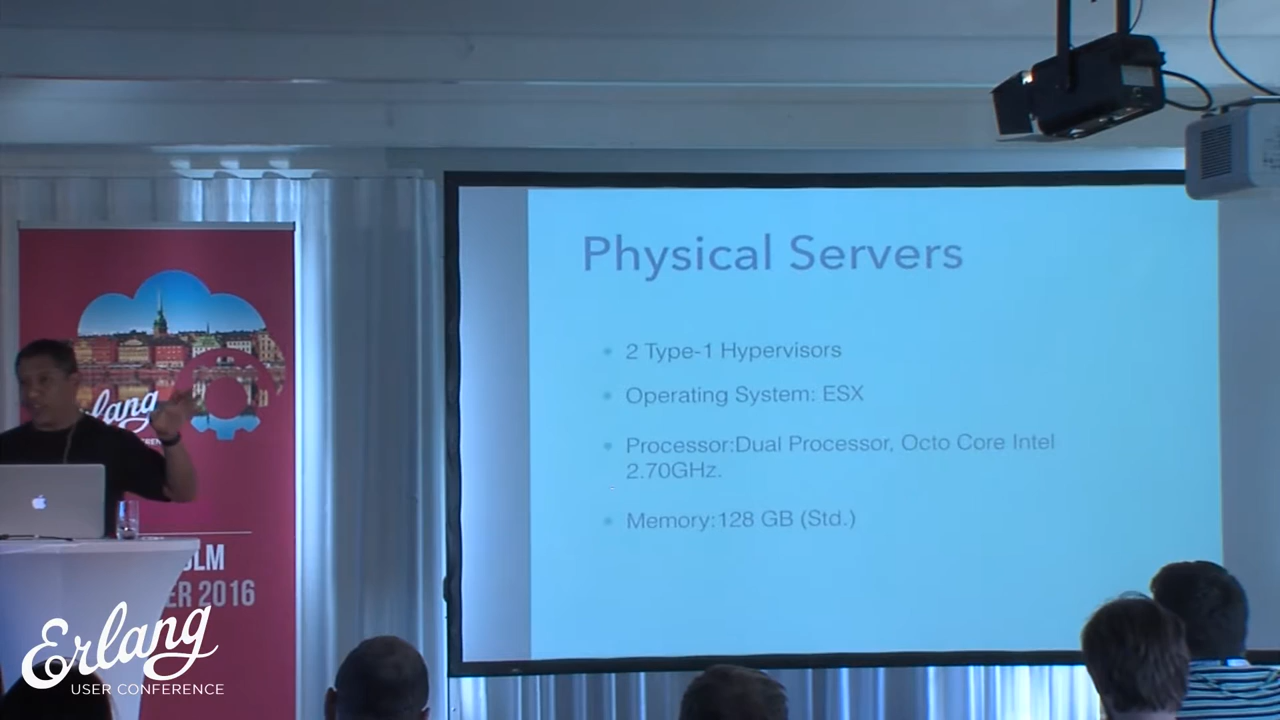 Physical Servers
2 Type-1 Hypervisors
Operating System: ESX
Processor:Dual Processor, Octo Core Intel
2.70GHz.
Memory:128 GB (Std.)
2016
Erlang
USER CONFERENCE